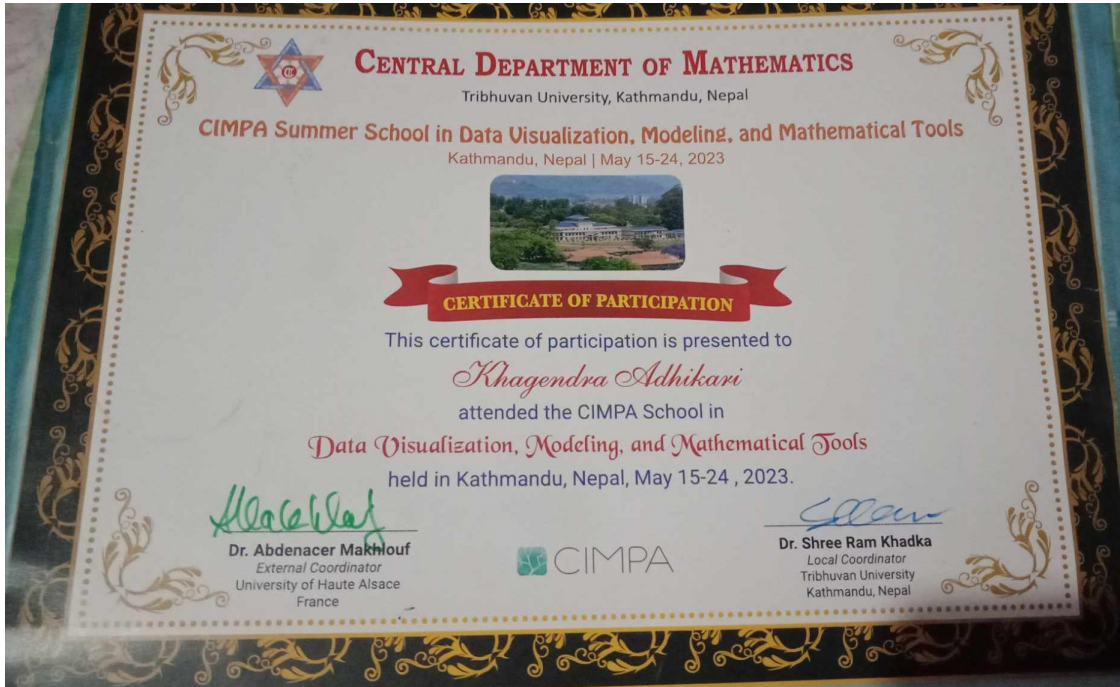 CENTRAL DEPARTMENT OF MATHEMATICS
Tribhuvan University, Kathmandu, Nepal
CIMPA Summer School in Data Visualization, Modeling, and Mathematical Tools
Kathmandu, Nepal | May 15-24, 2023
CERTIFICATE OF PARTICIPATION
This certificate of participation is presented to
Khagendra Adhikari
attended the CIMPA School in
Data Visualization, Modeling, and Mathematical Tools
held in Kathmandu, Nepal, May 15-24 , 2023.
Dr. Abdenacer Makhlouf
External Coordinator
University of Haute Alsace
France
CIMPA
Dr. Shree Ram Khadka
Local Coordinator
Tribhuvan University
Kathmandu, Nepal